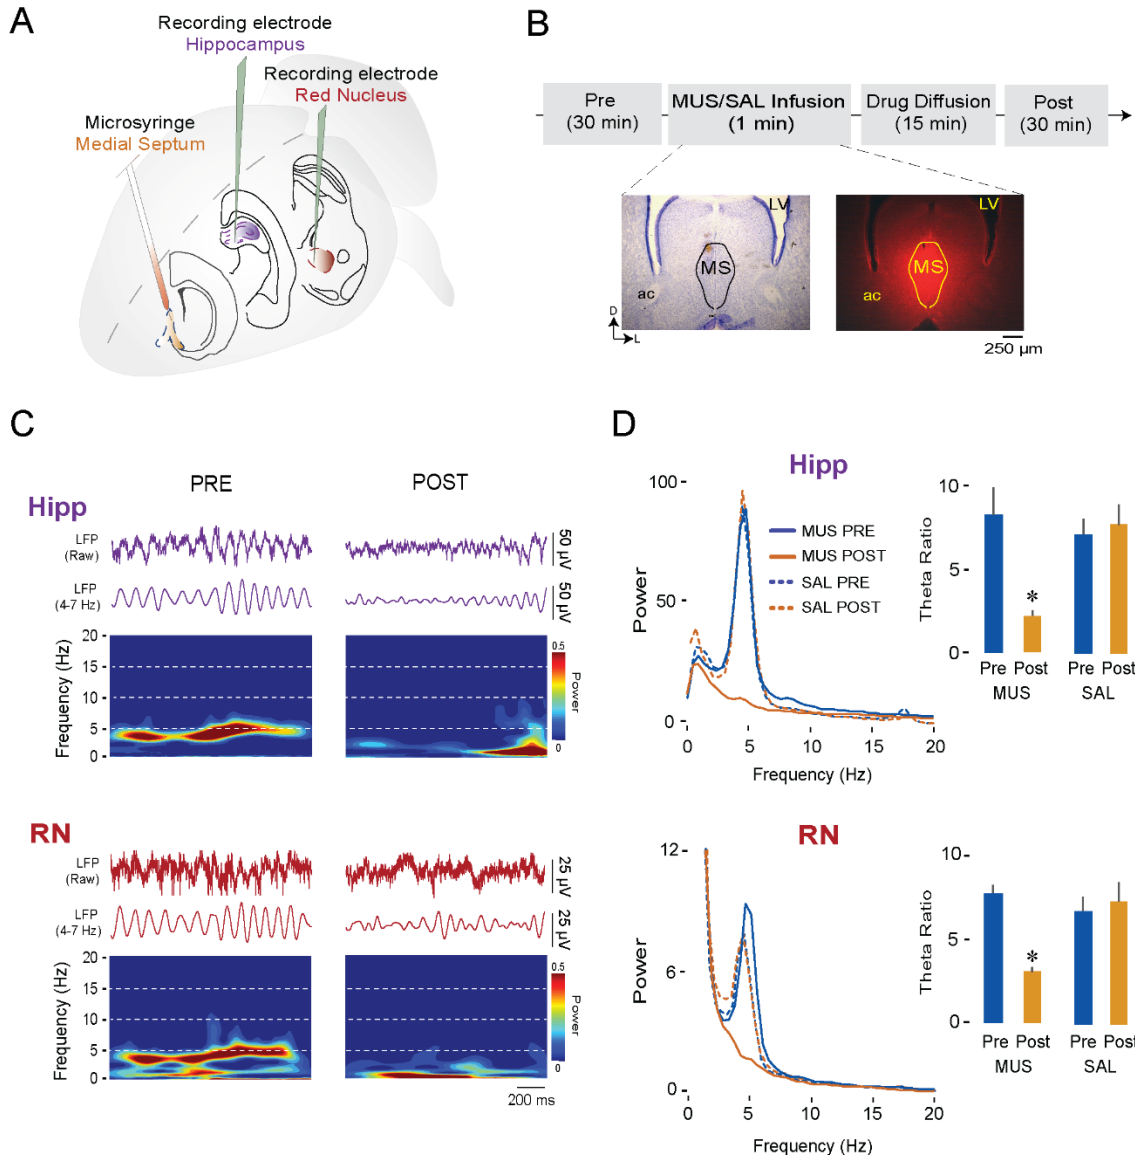 A
Recording electrode
Hippocampus
Recording electrode
Red Nucleus
Microsyringe
Medial Septum
B
Pre
(30 min)
MUS/SAL Infusion
(1 min)
Drug Diffusion
(15 min)
Post
(30 min)
LV
MS
ac
D
L
LV
MS
ac
250 µm
C
PRE
POST
Hipp
LFP
(Raw)
50 µV
LFP
(4-7 Hz)
50 µV
Frequency (Hz)
20
15
10
5
0
0.5
Power
0
RN
LFP
(Raw)
25 µV
LFP
(4-7 Hz)
25 µV
Frequency (Hz)
20
15
10
5
0
0.5
Power
0
200 ms
D
Hipp
Power
100
50
0
MUS PRE
MUS POST
SAL PRE
SAL POST
0 5 10 15 20
Frequency (Hz)
Theta Ratio
10
5
0
*
Pre Post Pre Post
MUS SAL
RN
Power
12
6
0
0 5 10 15 20
Frequency (Hz)
Theta Ratio
10
5
0
*
Pre Post Pre Post
MUS SAL